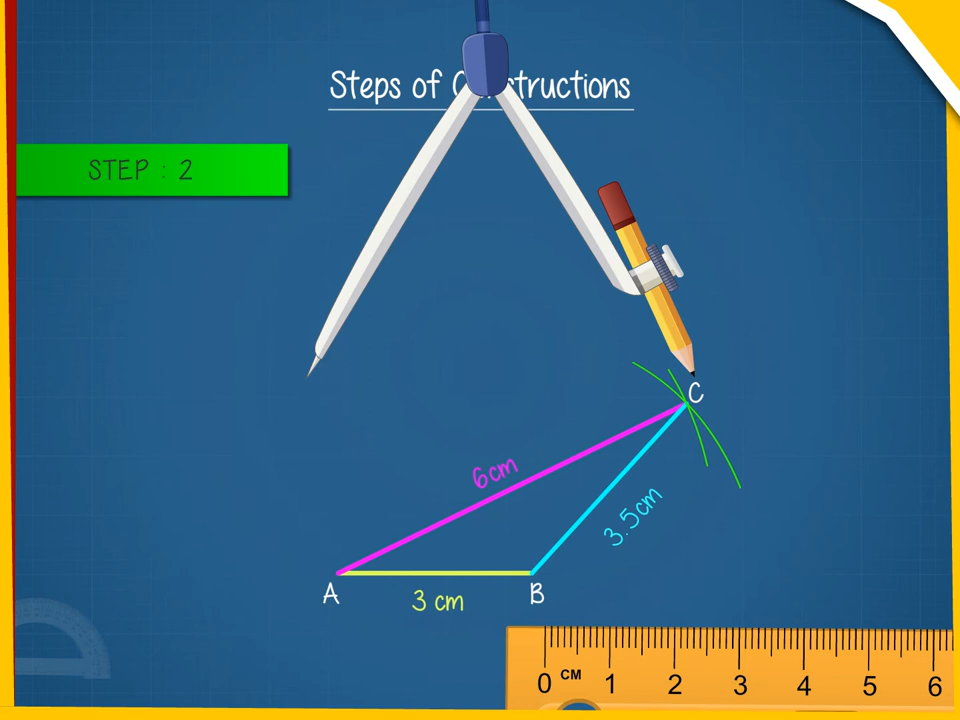 Steps of C structions
STEP : 2
C
6cm
3.5cm
A
B
3 cm
0 CM 1 2 3 4 5 6